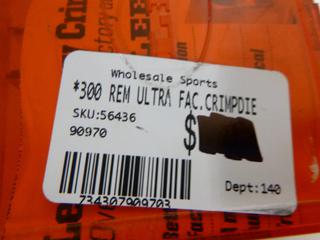 Wholesale Sports
*300 REM ULTRA FAC.CRIMPDIE
SKU:56436
$
90970
734307909703
Dept:140